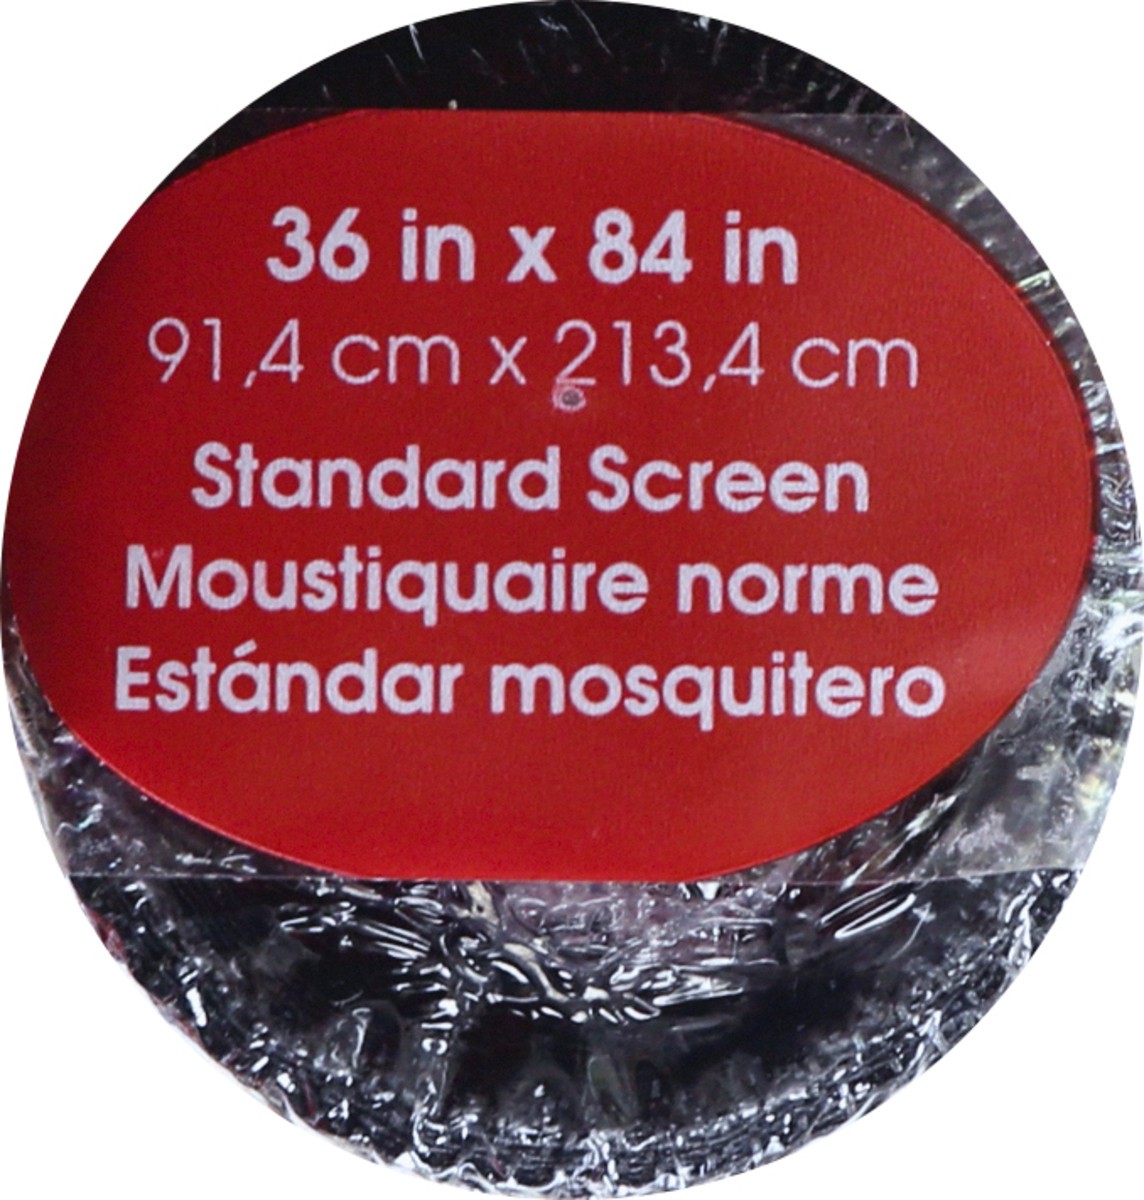 36 in x 84 in
91,4 cm x 213,4 cm
Standard Screen
Moustiquaire norme
Estándar mosquitero